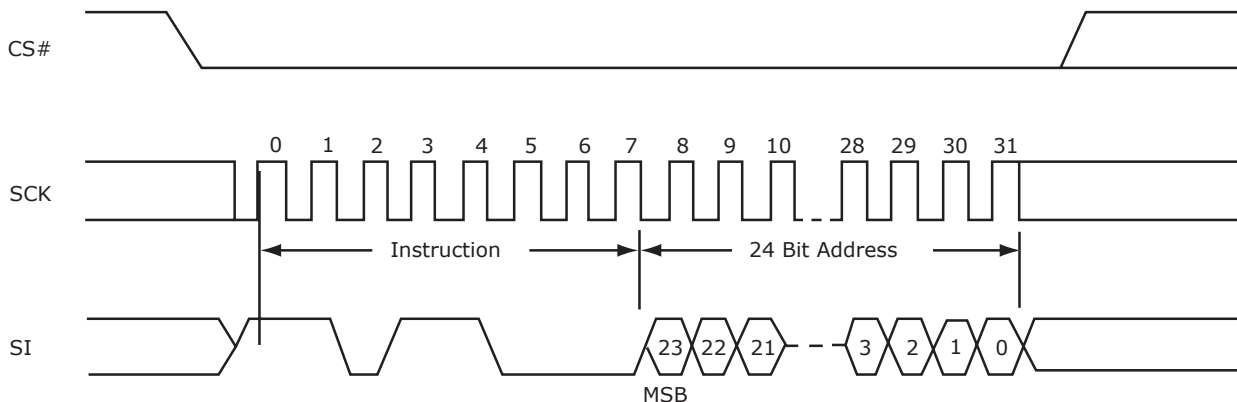 CS#
0 1 2 3 4 5 6 7 8 9 10 28 29 30 31
SCK
Instruction 24 Bit Address
SI
23 22 21 3 2 1 0
MSB